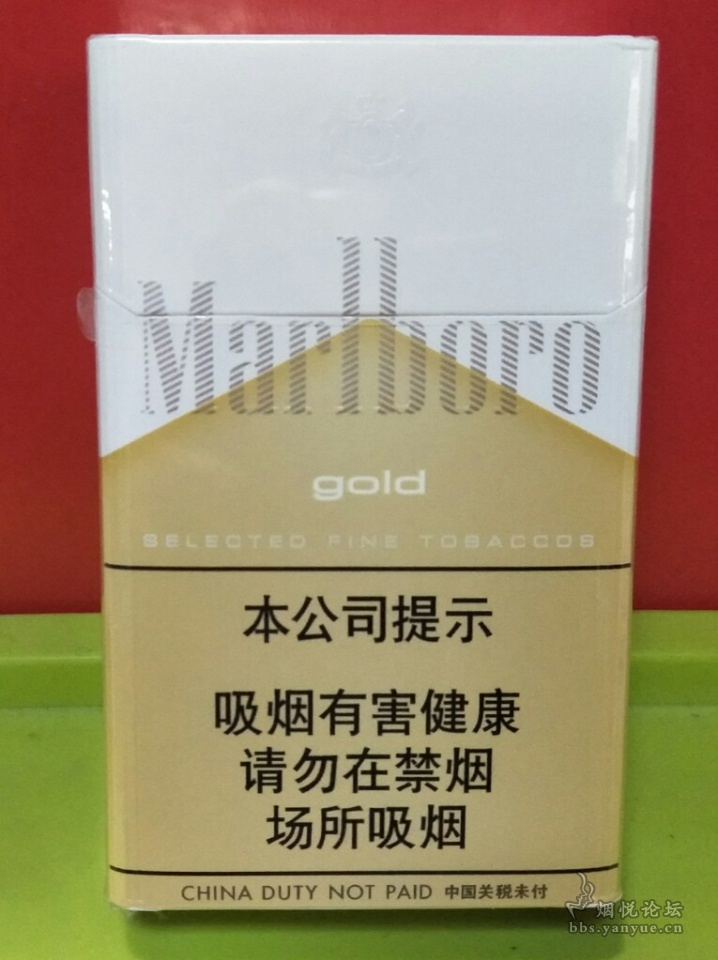 Marlboro
gold
SELECTED FINE TOBACCOS
本公司提示
吸烟有害健康
请勿在禁烟
场所吸烟
CHINA DUTY NOT PAID 中国关税未付
烟悦论坛
bbs.yanyue.cn